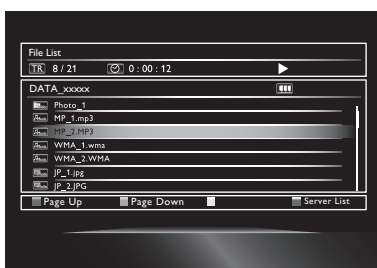 File List
TR 8 / 21 0 : 00 : 12
DATA_xxxxx
Photo_1
MP_1.mp3
MP_2.MP3
WMA_1.wma
WMA_2.WMA
JP_1.jpg
JP_2.JPG
Page Up Page Down Server List